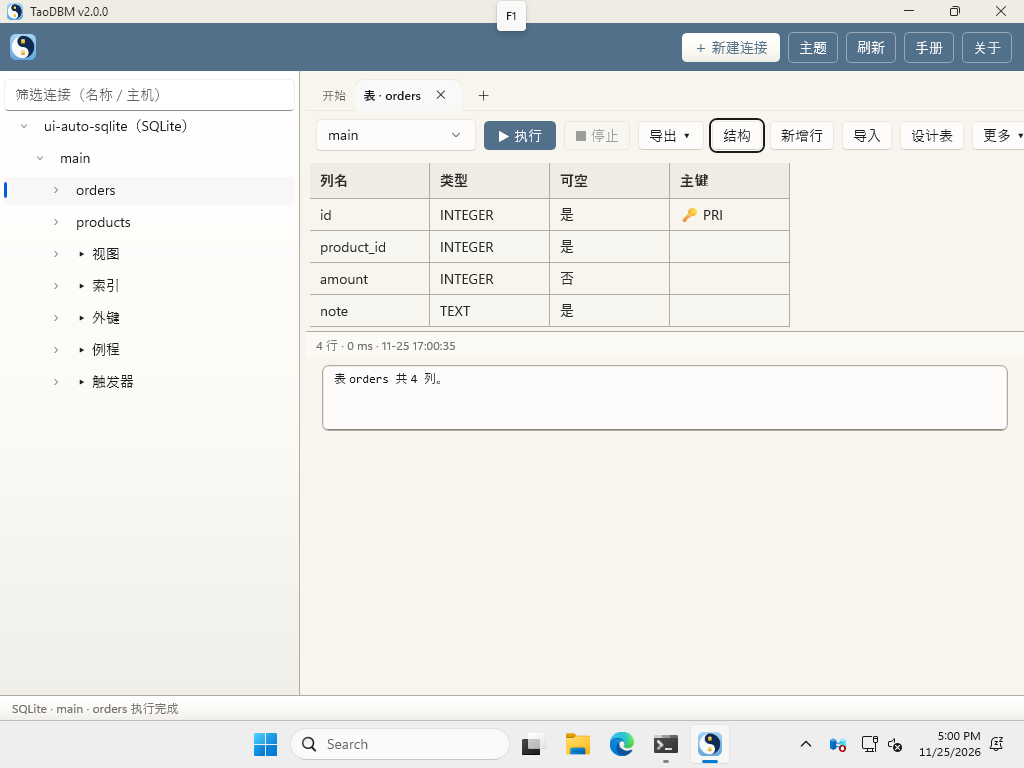 TaoDBM v2.0.0
F1
+ 新建连接 主题 刷新 手册 关于
筛选连接（名称 / 主机）
ui-auto-sqlite（SQLite）
main
orders
products
视图
索引
外键
例程
触发器
开始 表 · orders
main 执行 停止 导出 结构 新增行 导入 设计表 更多
列名 类型 可空 主键
id INTEGER 是 PRI
product_id INTEGER 是
amount INTEGER 否
note TEXT 是
4 行 · 0 ms · 11-25 17:00:35
表 orders 共 4 列。
SQLite · main · orders 执行完成
Search
5:00 PM
11/25/2026